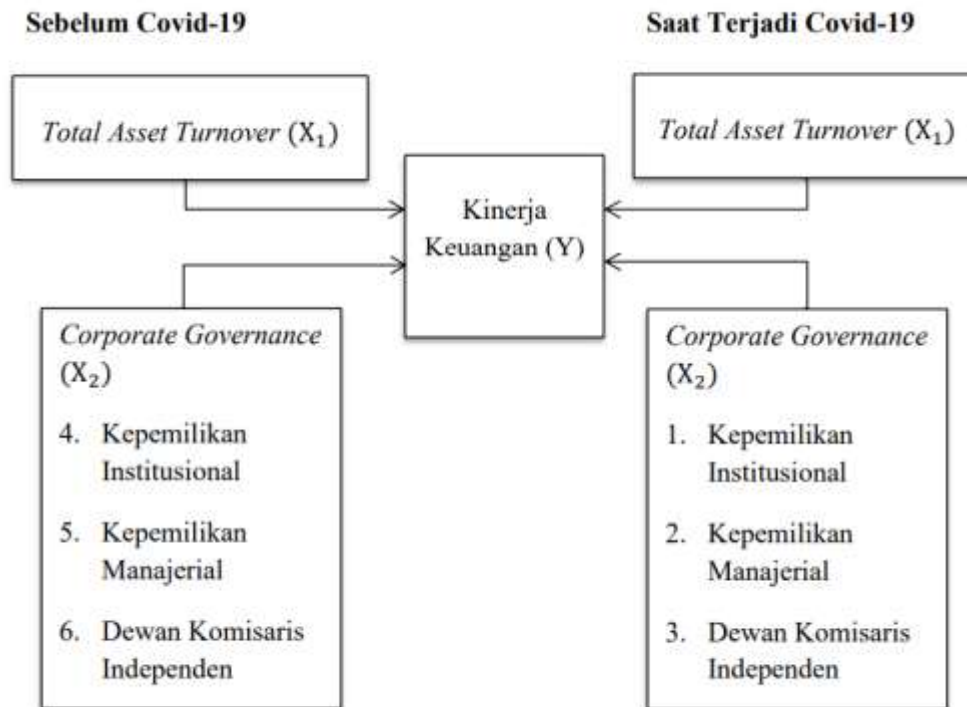 Sebelum Covid-19
Saat Terjadi Covid-19
Total Asset Turnover (X₁)
Total Asset Turnover (X₁)
Kinerja
Keuangan (Y)
Corporate Governance
(X₂)
4. Kepemilikan
Institusional
5. Kepemilikan
Manajerial
6. Dewan Komisaris
Independen
Corporate Governance
(X₂)
1. Kepemilikan
Institusional
2. Kepemilikan
Manajerial
3. Dewan Komisaris
Independen